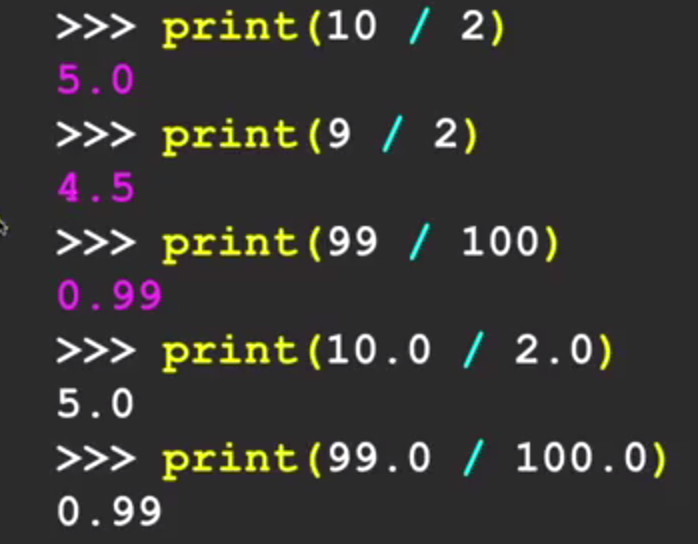 >>> print(10 / 2)
5.0
>>> print(9 / 2)
4.5
>>> print(99 / 100)
0.99
>>> print(10.0 / 2.0)
5.0
>>> print(99.0 / 100.0)
0.99